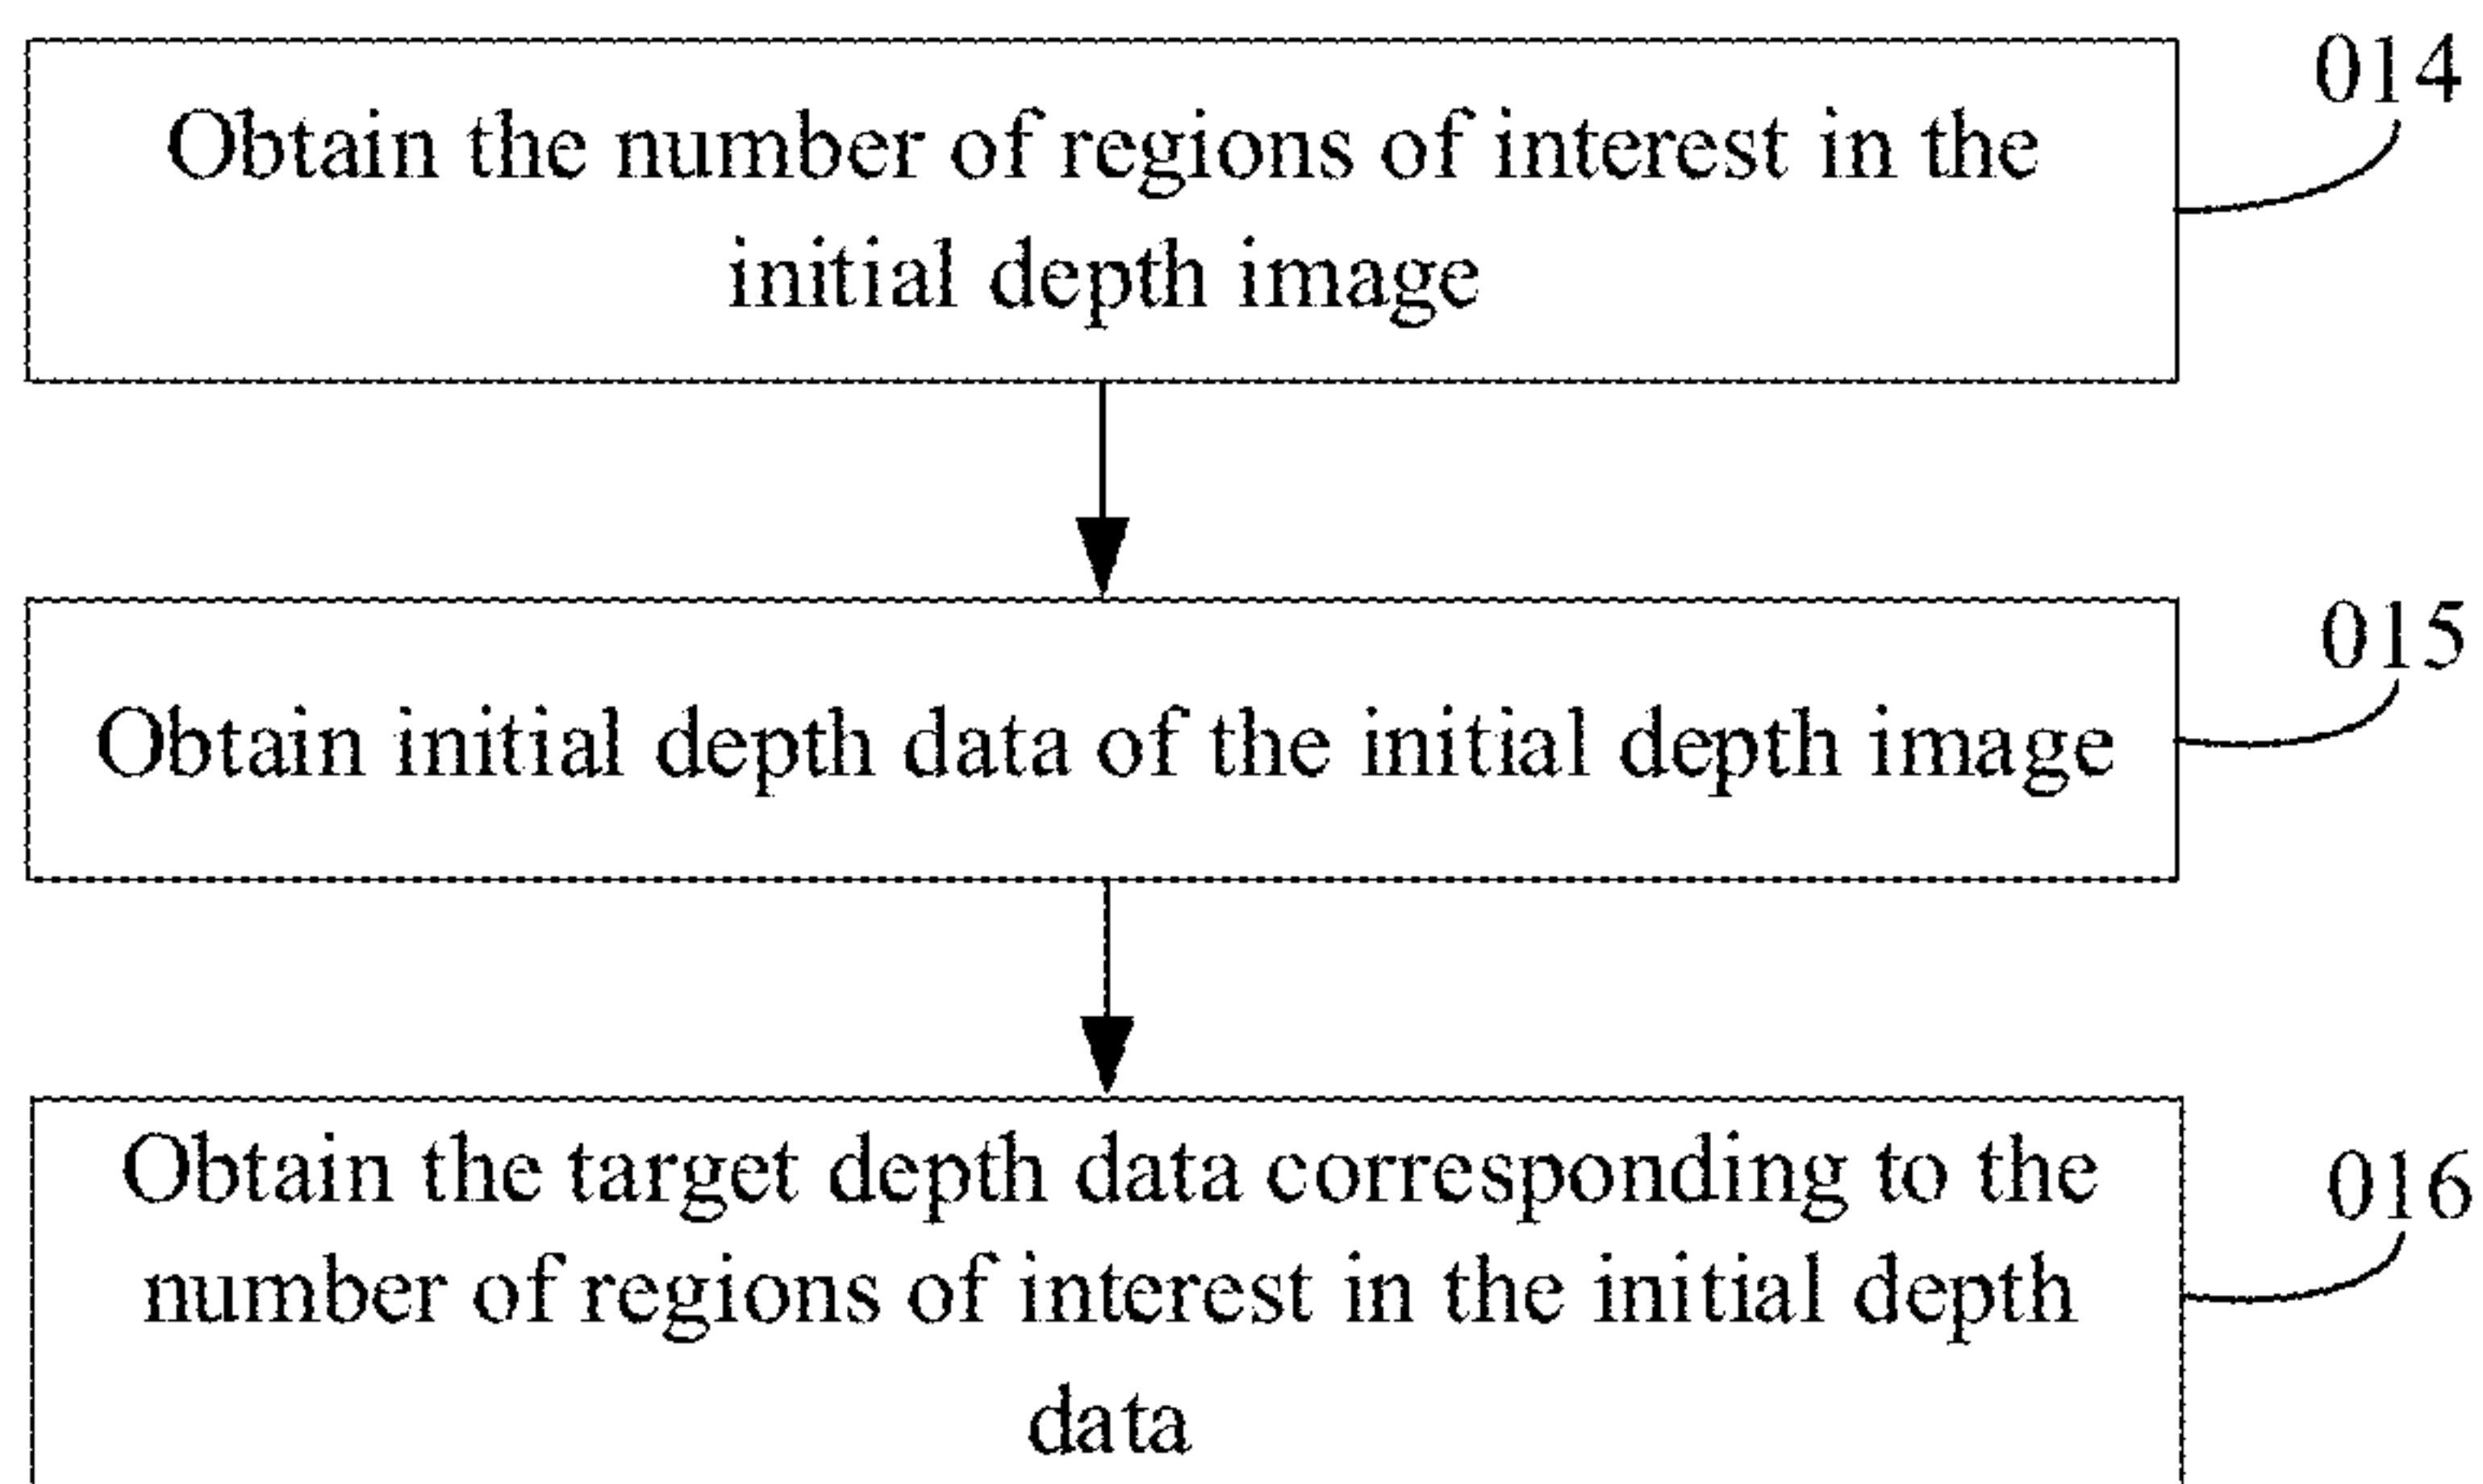 014
Obtain the number of regions of interest in the
initial depth image
015
Obtain initial depth data of the initial depth image
016
Obtain the target depth data corresponding to the
number of regions of interest in the initial depth
data